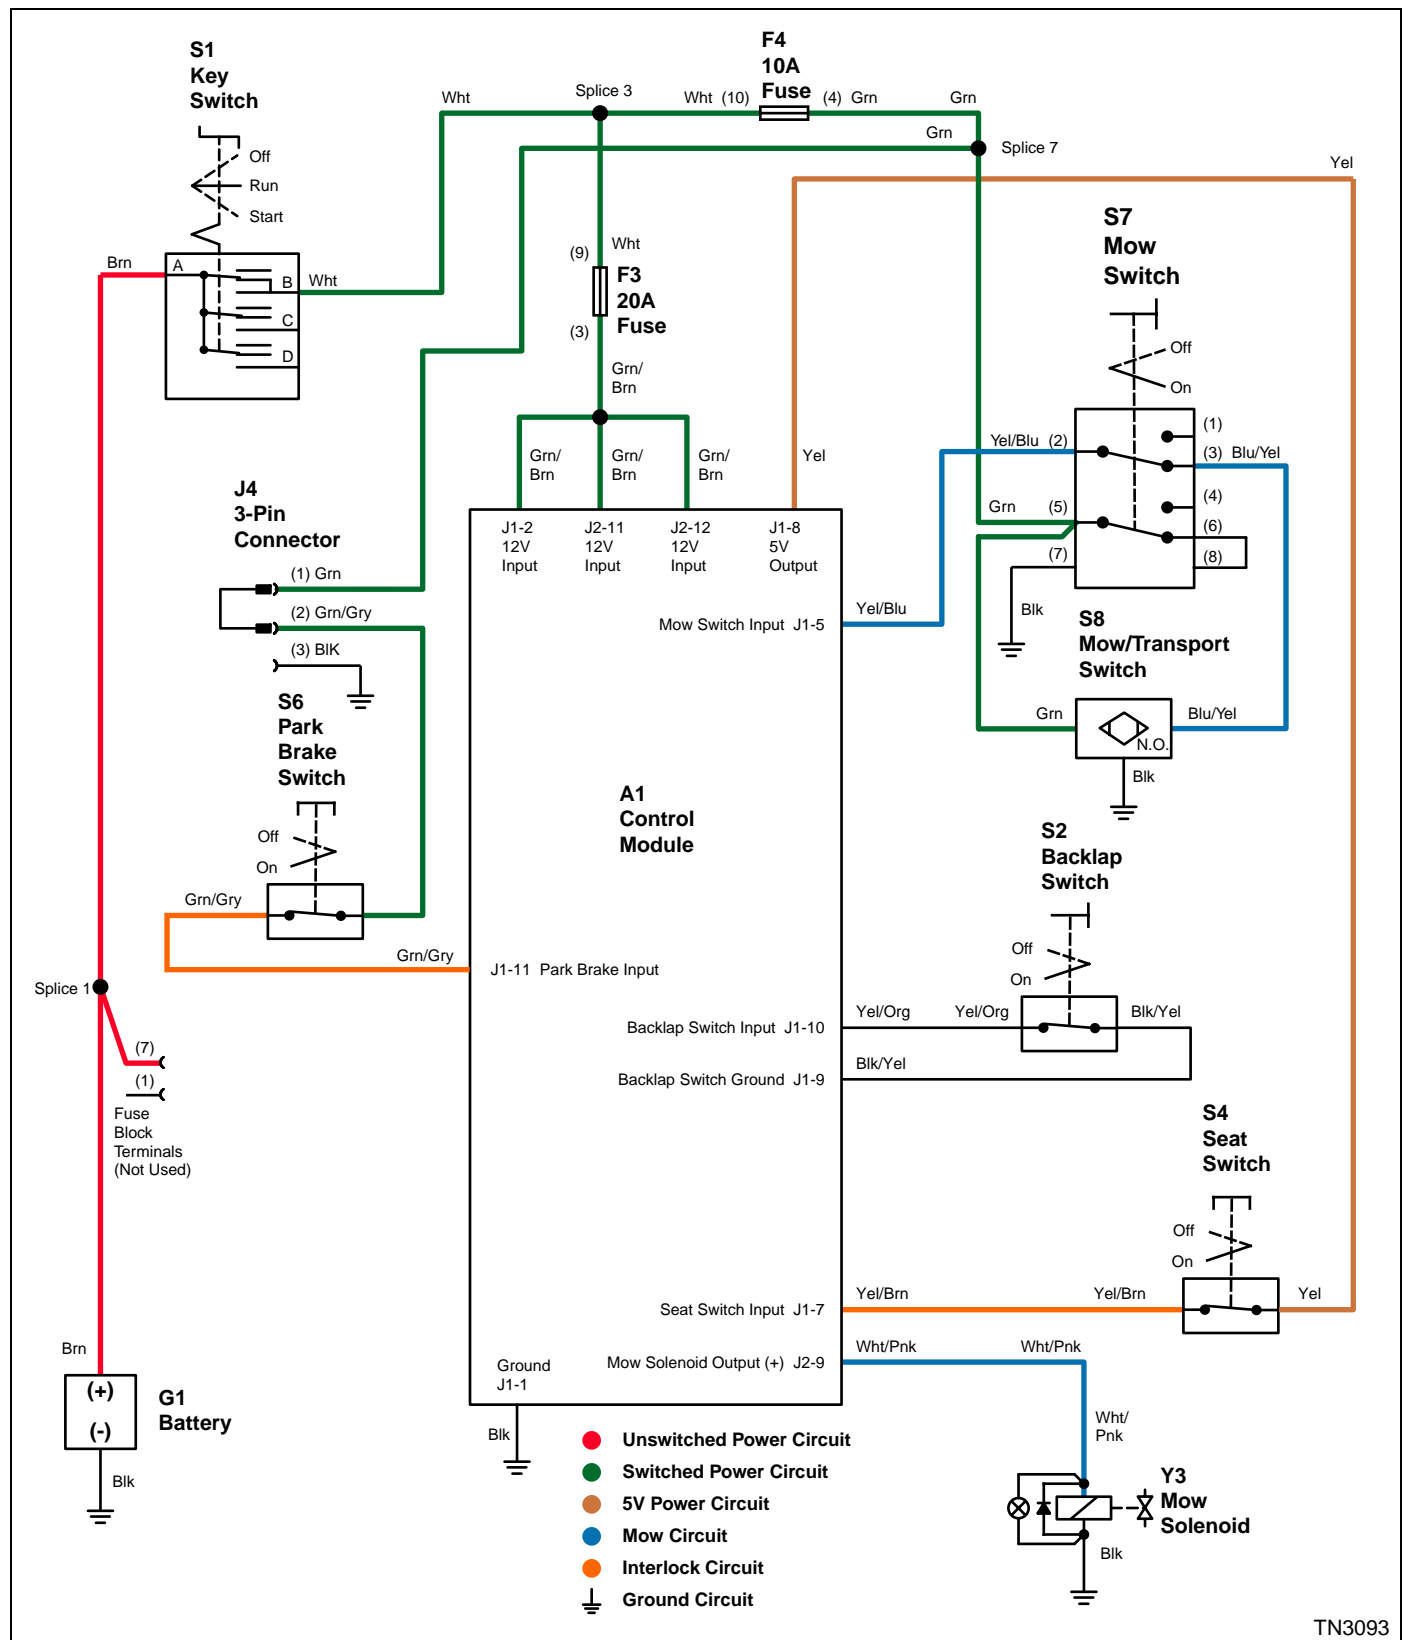 S1
Key
Switch
Off
Run
Start
Brn
A
B
C
D
Wht
Wht
Splice 3
Wht (10)
F4
10A
Fuse
(4) Grn
Grn
Grn
Splice 7
Yel
(9)
Wht
F3
20A
Fuse
(3)
Grn/
Brn
Grn/
Brn
Grn/
Brn
Grn/
Brn
Yel
S7
Mow
Switch
Off
On
Yel/Blu (2)
(1)
(3) Blu/Yel
(4)
Grn
(5)
(6)
(7)
(8)
Blk
J4
3-Pin
Connector
(1) Grn
(2) Grn/Gry
(3) BlK
J1-2
12V
Input
J2-11
12V
Input
J2-12
12V
Input
J1-8
5V
Output
Mow Switch Input J1-5
Yel/Blu
S8
Mow/Transport
Switch
Grn
N.O.
Blu/Yel
Blk
S6
Park
Brake
Switch
Off
On
Grn/Gry
Grn/Gry
J1-11 Park Brake Input
A1
Control
Module
S2
Backlap
Switch
Off
On
Backlap Switch Input J1-10
Yel/Org
Yel/Org
Blk/Yel
Backlap Switch Ground J1-9
Blk/Yel
Splice 1
(7)
(1)
Fuse
Block
Terminals
(Not Used)
S4
Seat
Switch
Off
On
Seat Switch Input J1-7
Yel/Brn
Yel/Brn
Yel
Mow Solenoid Output (+) J2-9
Wht/Pnk
Wht/Pnk
Wht/
Pnk
Brn
(+)
(-)
G1
Battery
Blk
Ground
J1-1
Blk
Unswitched Power Circuit
Switched Power Circuit
5V Power Circuit
Mow Circuit
Interlock Circuit
Ground Circuit
Y3
Mow
Solenoid
Blk
TN3093